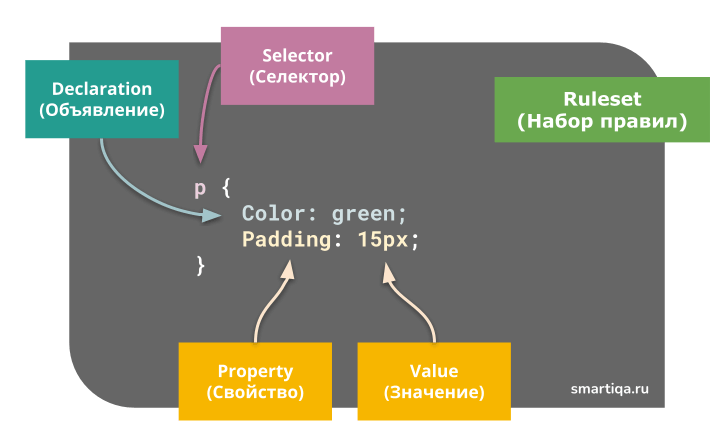 Selector
(Селектор)
Declaration
(Объявление)
Ruleset
(Набор правил)
p {
Color: green;
Padding: 15px;
}
Property
(Свойство)
Value
(Значение)
smartiqa.ru